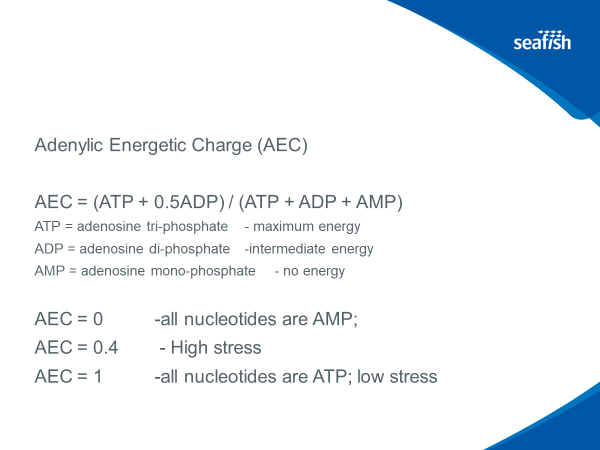 seafish
Adenylic Energetic Charge (AEC)
AEC = (ATP + 0.5ADP) / (ATP + ADP + AMP)
ATP = adenosine tri-phosphate - maximum energy
ADP = adenosine di-phosphate -intermediate energy
AMP = adenosine mono-phosphate - no energy
AEC = 0 -all nucleotides are AMP;
AEC = 0.4 - High stress
AEC = 1 -all nucleotides are ATP; low stress